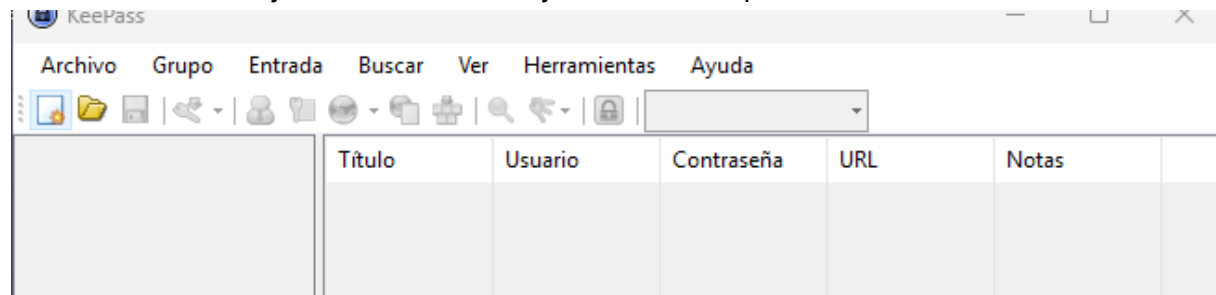 KeePass
Archivo Grupo Entrada Buscar Ver Herramientas Ayuda
Título Usuario Contraseña URL Notas